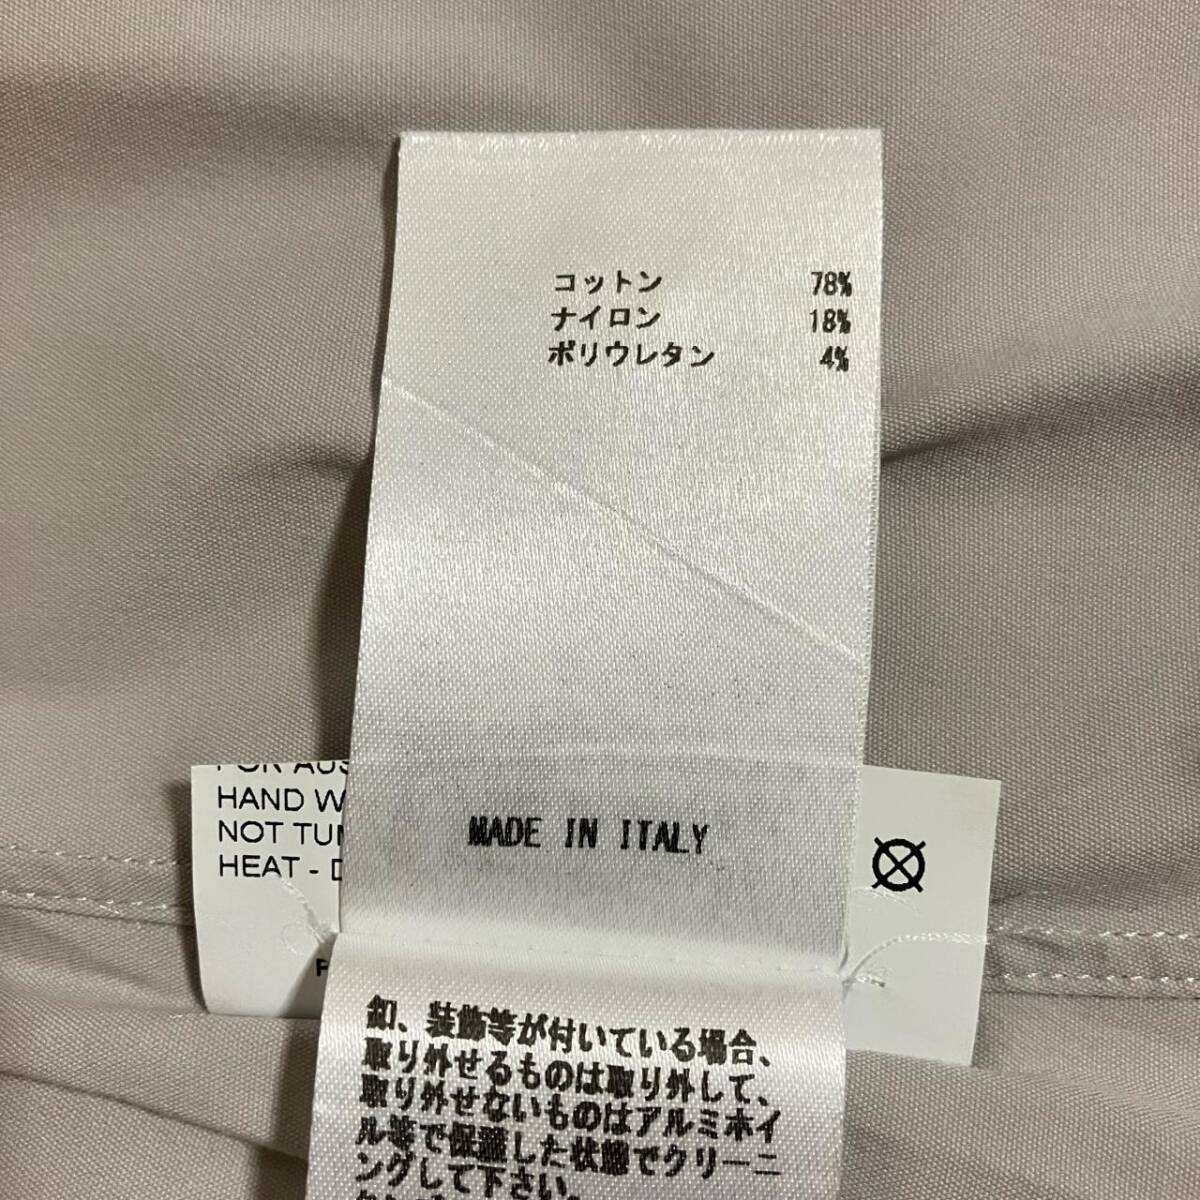 コットン 78%
ナイロン 18%
ポリウレタン 4%
HAND W
NOT TUM
HEAT - D
MADE IN ITALY
釦、装飾等が付いている場合、
取り外せるものは取り外して、
取り外せないものはアルミホイ
ル等で保護した状態でクリーニ
ングして下さい。